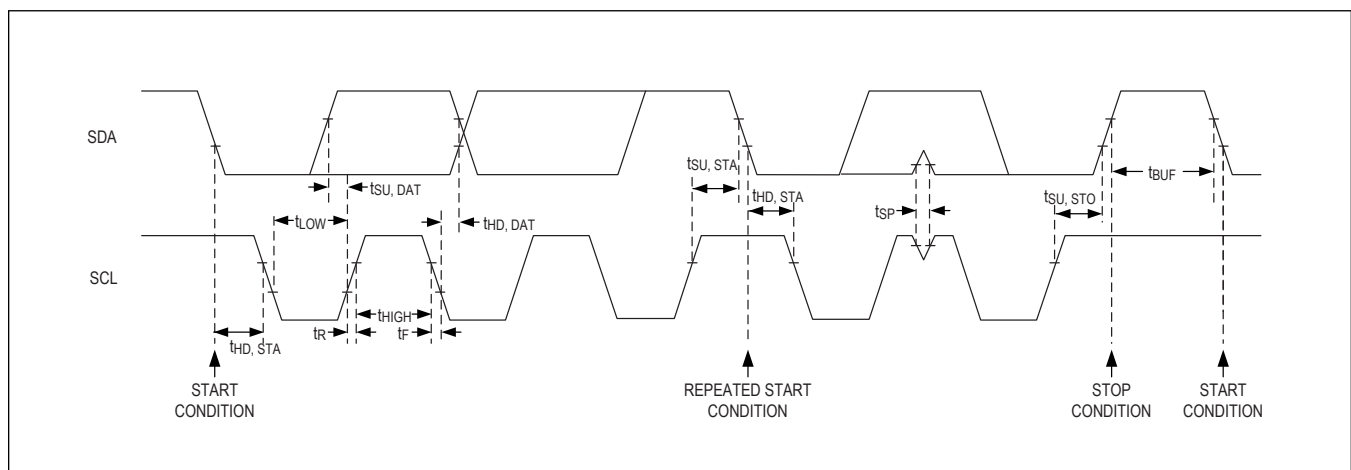 SDA
tSU, DAT
tLOW
tHD, DAT
tSU, STA
tHD, STA
tSP
tSU, STO
tBUF
SCL
tHD, STA
tR
tHIGH
tF
START
CONDITION
REPEATED START
CONDITION
STOP
CONDITION
START
CONDITION